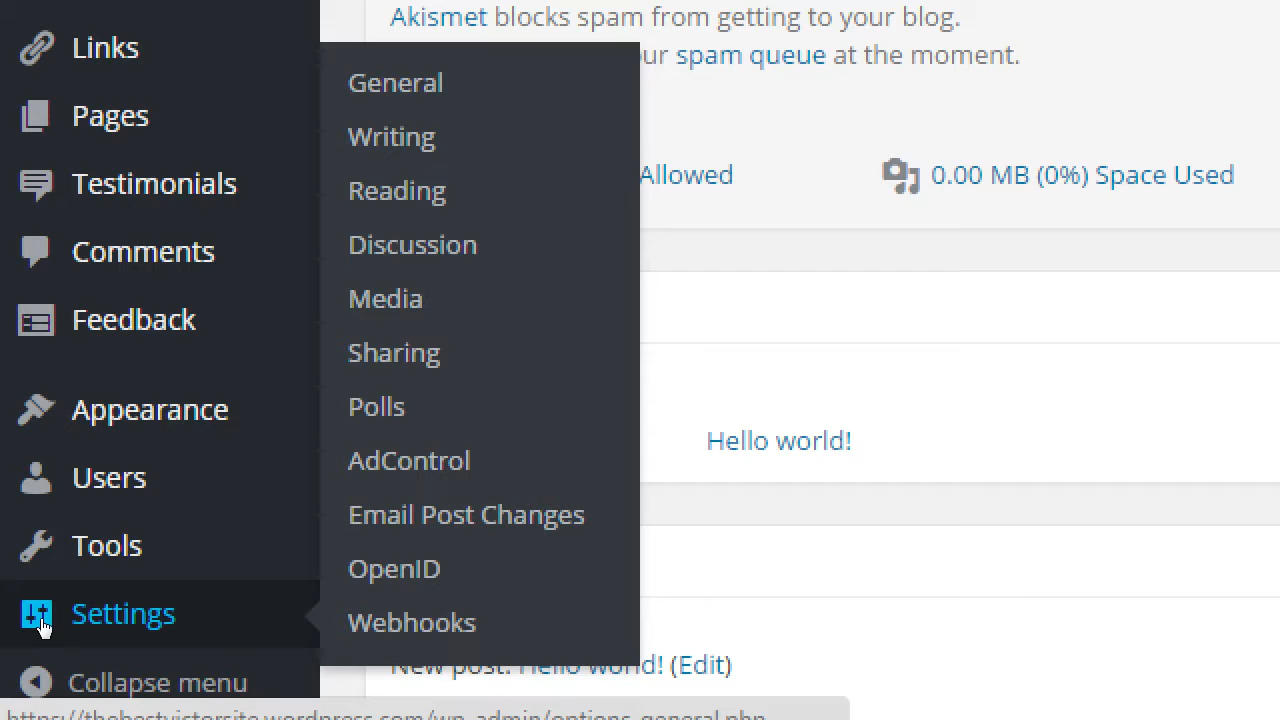 Links
Pages
Testimonials
Comments
Feedback
Appearance
Users
Tools
Settings
Collapse menu
General
Writing
Reading
Discussion
Media
Sharing
Polls
AdControl
Email Post Changes
OpenID
Webhooks
Akismet blocks spam from getting to your blog.
ur spam queue at the moment.
Allowed
0.00 MB (0%) Space Used
Hello world!
New post: Hello world! (Edit)
https://thebestvictorsite.wordpress.com/wp-admin/options-general.php